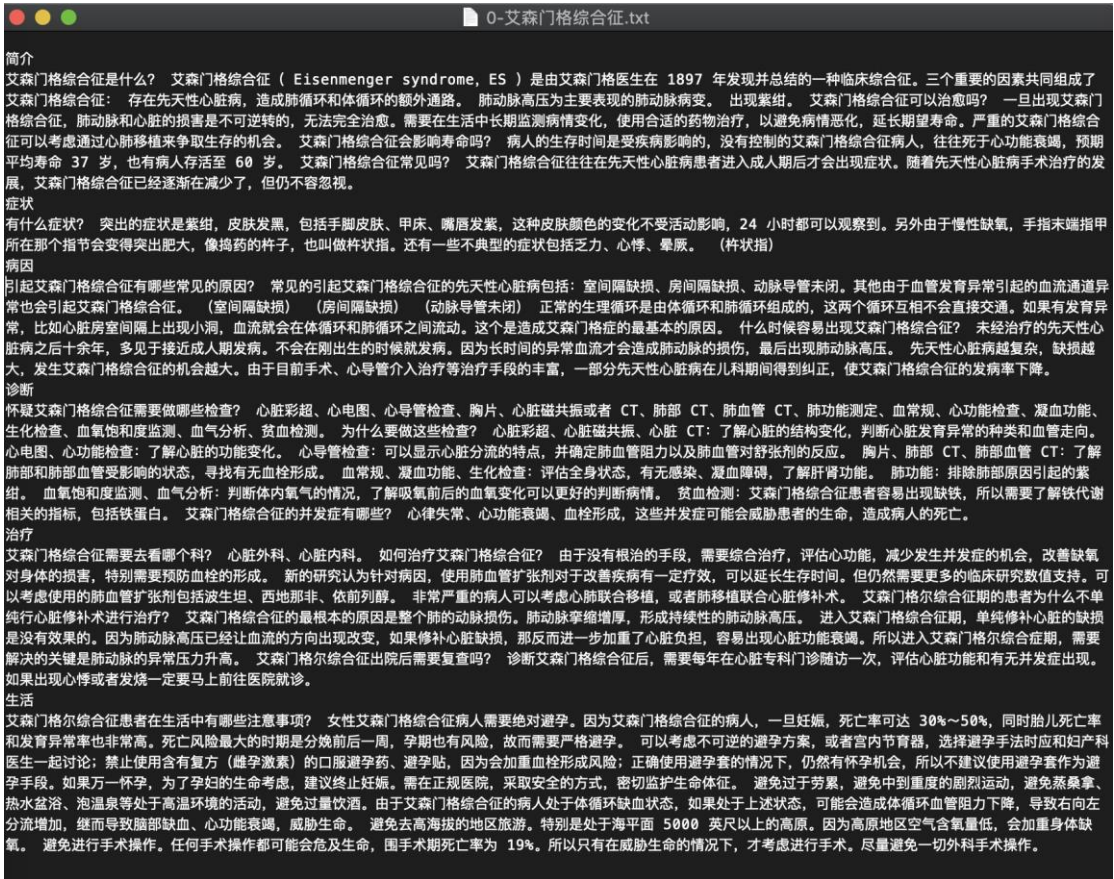 0-艾森门格综合征.txt
简介
艾森门格综合征是什么? 艾森门格综合征 ( Eisenmenger syndrome, ES ) 是由艾森门格医生在 1897 年发现并总结的一种临床综合征。三个重要的因素共同组成了
艾森门格综合征: 存在先天性心脏病,造成肺循环和体循环的额外通路。 肺动脉高压为主要表现的肺动脉病变。 出现紫绀。 艾森门格综合征可以治愈吗? 一旦出现艾森门
格综合征,肺动脉和心脏的损害是不可逆转的,无法完全治愈。需要在生活中长期监测病情变化,使用合适的药物治疗,以避免病情恶化,延长期望寿命。严重的艾森门格综合
征可以考虑通过心肺移植来争取生存的机会。 艾森门格综合征会影响寿命吗? 病人的生存时间是受疾病影响的,没有控制的艾森门格综合征病人,往往死于心功能衰竭,预期
平均寿命 37 岁,也有病人存活至 60 岁。 艾森门格综合征常见吗? 艾森门格综合征往往在先天性心脏病患者进入成人期后才会出现症状。随着先天性心脏病手术治疗的发
展,艾森门格综合征已经逐渐在减少了,但仍不容忽视。
症状
有什么症状? 突出的症状是紫绀,皮肤发黑,包括手脚皮肤、甲床、嘴唇发紫,这种皮肤颜色的变化不受活动影响,24 小时都可以观察到。另外由于慢性缺氧,手指末端指甲
所在那个指节会变得突出肥大,像捣药的杵子,也叫做杵状指。还有一些不典型的症状包括乏力、心悸、晕厥。 (杵状指)
病因
引起艾森门格综合征有哪些常见的原因? 常见的引起艾森门格综合征的先天性心脏病包括:室间隔缺损、房间隔缺损、动脉导管未闭。其他由于血管发育异常引起的血流通道异
常也会引起艾森门格综合征。 (室间隔缺损) (房间隔缺损) (动脉导管未闭) 正常的生理循环是由体循环和肺循环组成的,这两个循环互相不会直接交通。如果有发育异
常,比如心脏房室间隔上出现小洞,血流就会在体循环和肺循环之间流动。这个是造成艾森门格症的最基本的原因。 什么时候容易出现艾森门格综合征? 未经治疗的先天性心
脏病之后十余年,多见于接近成人期发病。不会在刚出生的时候就发病。因为长时间的异常血流才会造成肺动脉的损伤,最后出现肺动脉高压。 先天性心脏病越复杂,缺损越
大,发生艾森门格综合征的机会越大。由于目前手术、心导管介入治疗等治疗手段的丰富,一部分先天性心脏病在儿科期间得到纠正,使艾森门格综合征的发病率下降。
诊断
怀疑艾森门格综合征需要做哪些检查? 心脏彩超、心电图、心导管检查、胸片、心脏磁共振或者 CT、肺部 CT、肺血管 CT、肺功能测定、血常规、心功能检查、凝血功能、
生化检查、血氧饱和度监测、血气分析、贫血检测。 为什么要做这些检查? 心脏彩超、心脏磁共振、心脏 CT:了解心脏的结构变化,判断心脏发育异常的种类和血管走向。
心电图、心功能检查:了解心脏的功能变化。 心导管检查:可以显示心脏分流的特点,并确定肺血管阻力以及肺血管对舒张剂的反应。 胸片、肺部 CT、肺部血管 CT:了解
肺部和肺部血管受影响的状态,寻找有无血栓形成。 血常规、凝血功能、生化检查:评估全身状态,有无感染、凝血障碍,了解肝肾功能。 肺功能:排除肺部原因引起的紫
绀。 血氧饱和度监测、血气分析:判断体内氧气的情况,了解吸氧前后的血氧变化可以更好的判断病情。 贫血检测:艾森门格综合征患者容易出现缺铁,所以需要了解铁代谢
相关的指标,包括铁蛋白。 艾森门格综合征的并发症有哪些? 心律失常、心功能衰竭、血栓形成,这些并发症可能会威胁患者的生命,造成病人的死亡。
治疗
艾森门格综合征需要去看哪个科? 心脏外科、心脏内科。 如何治疗艾森门格综合征? 由于没有根治的手段,需要综合治疗,评估心功能,减少发生并发症的机会,改善缺氧
对身体的损害,特别需要预防血栓的形成。 新的研究认为针对病因,使用肺血管扩张剂对于改善疾病有一定疗效,可以延长生存时间。但仍然需要更多的临床研究数值支持。可
以考虑使用的肺血管扩张剂包括波生坦、西地那非、依前列醇。 非常严重的病人可以考虑心肺联合移植,或者肺移植联合心脏修补术。 艾森门格尔综合征期的患者为什么不单
纯行心脏修补术进行治疗? 艾森门格综合征的最根本的原因是整个肺的动脉损伤。肺动脉挛缩增厚,形成持续性的肺动脉高压。 进入艾森门格综合征期,单纯修补心脏的缺损
是没有效果的。因为肺动脉高压已经让血流的方向出现改变,如果修补心脏缺损,那反而进一步加重了心脏负担,容易出现心脏功能衰竭。所以进入艾森门格尔综合症期,需要
解决的关键是肺动脉的异常压力升高。 艾森门格尔综合征出院后需要复查吗? 诊断艾森门格综合征后,需要每年在心脏专科门诊随访一次,评估心脏功能和有无并发症出现。
如果出现心悸或者发烧一定要马上前往医院就诊。
生活
艾森门格尔综合征患者在生活中有哪些注意事项? 女性艾森门格综合征病人需要绝对避孕。因为艾森门格综合征的病人,一旦妊娠,死亡率可达 30%~50%,同时胎儿死亡率
和发育异常率也非常高。死亡风险最大的时期是分娩前后一周,孕期也有风险,故而需要严格避孕。 可以考虑不可逆的避孕方案,或者宫内节育器,选择避孕手法时应和妇产科
医生一起讨论;禁止使用含有复方(雌孕激素)的口服避孕药、避孕贴,因为会加重血栓形成风险;正确使用避孕套的情况下,仍然有怀孕机会,所以不建议使用避孕套作为避
孕手段。如果万一怀孕,为了孕妇的生命考虑,建议终止妊娠。需在正规医院,采取安全的方式,密切监护生命体征。 避免过于劳累,避免中到重度的剧烈运动,避免蒸桑拿、
热水盆浴、泡温泉等处于高温环境的活动,避免过量饮酒。由于艾森门格综合征的病人处于体循环缺血状态,如果处于上述状态,可能会造成体循环血管阻力下降,导致右向左
分流增加,继而导致脑部缺血、心功能衰竭,威胁生命。 避免去高海拔的地区旅游。特别是处于海平面 5000 英尺以上的高原。因为高原地区空气含氧量低,会加重身体缺
氧。 避免进行手术操作。任何手术操作都可能会危及生命,围手术期死亡率为 19%。所以只有在威胁生命的情况下,才考虑进行手术。尽量避免一切外科手术操作。